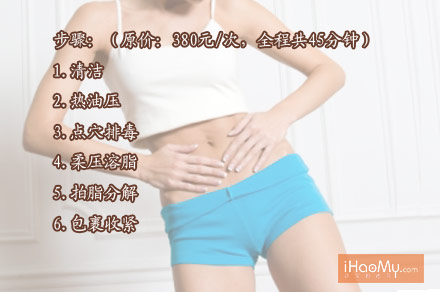 步骤：（原价：380元/次，全程共45分钟）
1.清洁
2.热油压
3.点穴排毒
4.柔压溶脂
5.拍脂分解
6.包裹收紧
iHaoMy.com